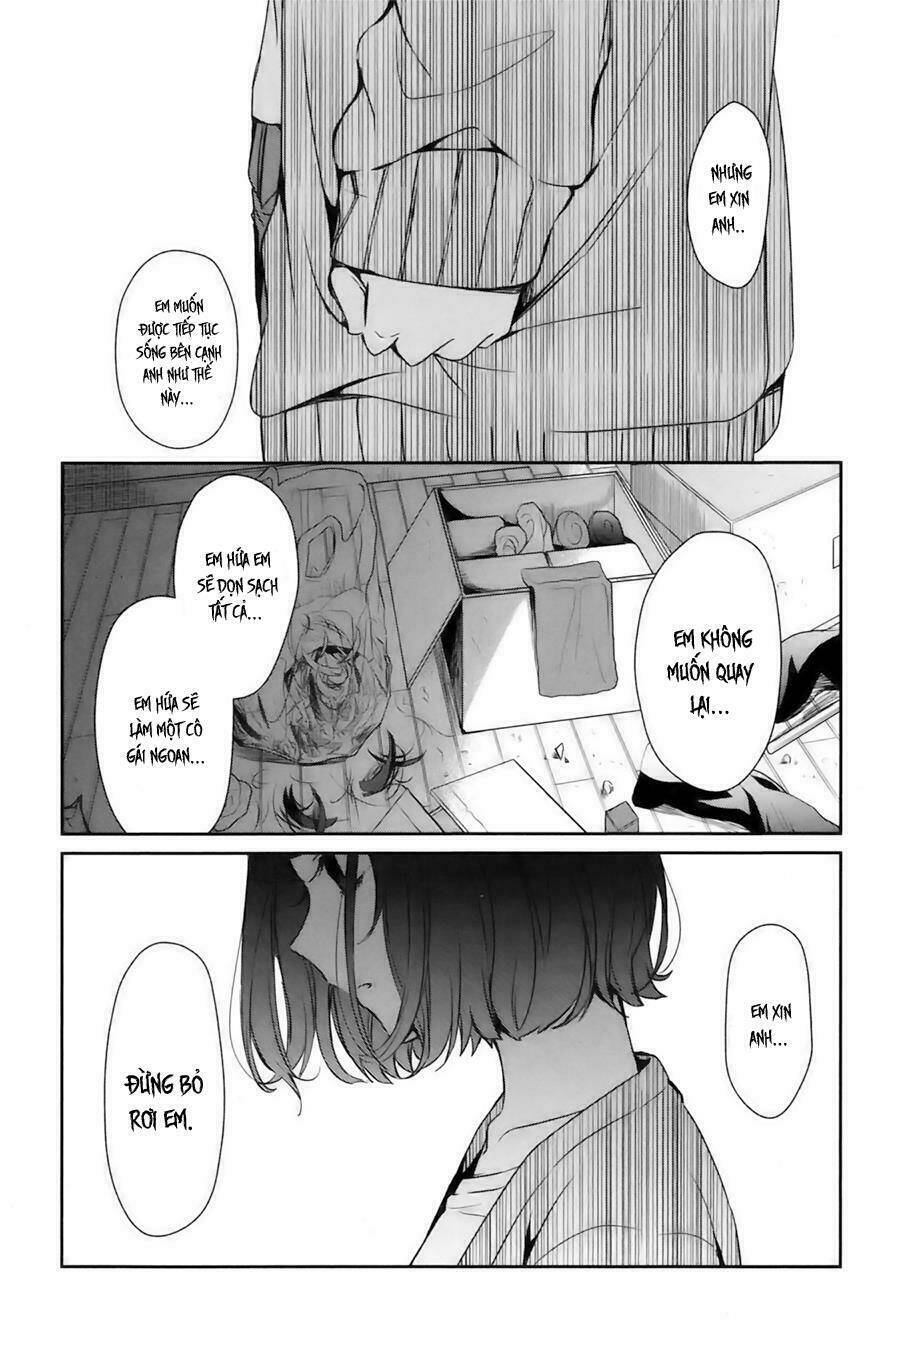 NHƯNG
EM XIN
ANH..
EM MUỐN
ĐƯỢC TIẾP TỤC
SỐNG BÊN CẠNH
ANH NHƯ THẾ
NÀY...
EM KHÔNG
MUỐN QUAY
LẠI...
EM HỨA EM
SẼ DỌN SẠCH
TẤT CẢ...
EM HỨA SẼ
LÀM MỘT CÔ
GÁI NGOAN...
EM XIN
ANH...
ĐỪNG BỎ
RƠI EM.